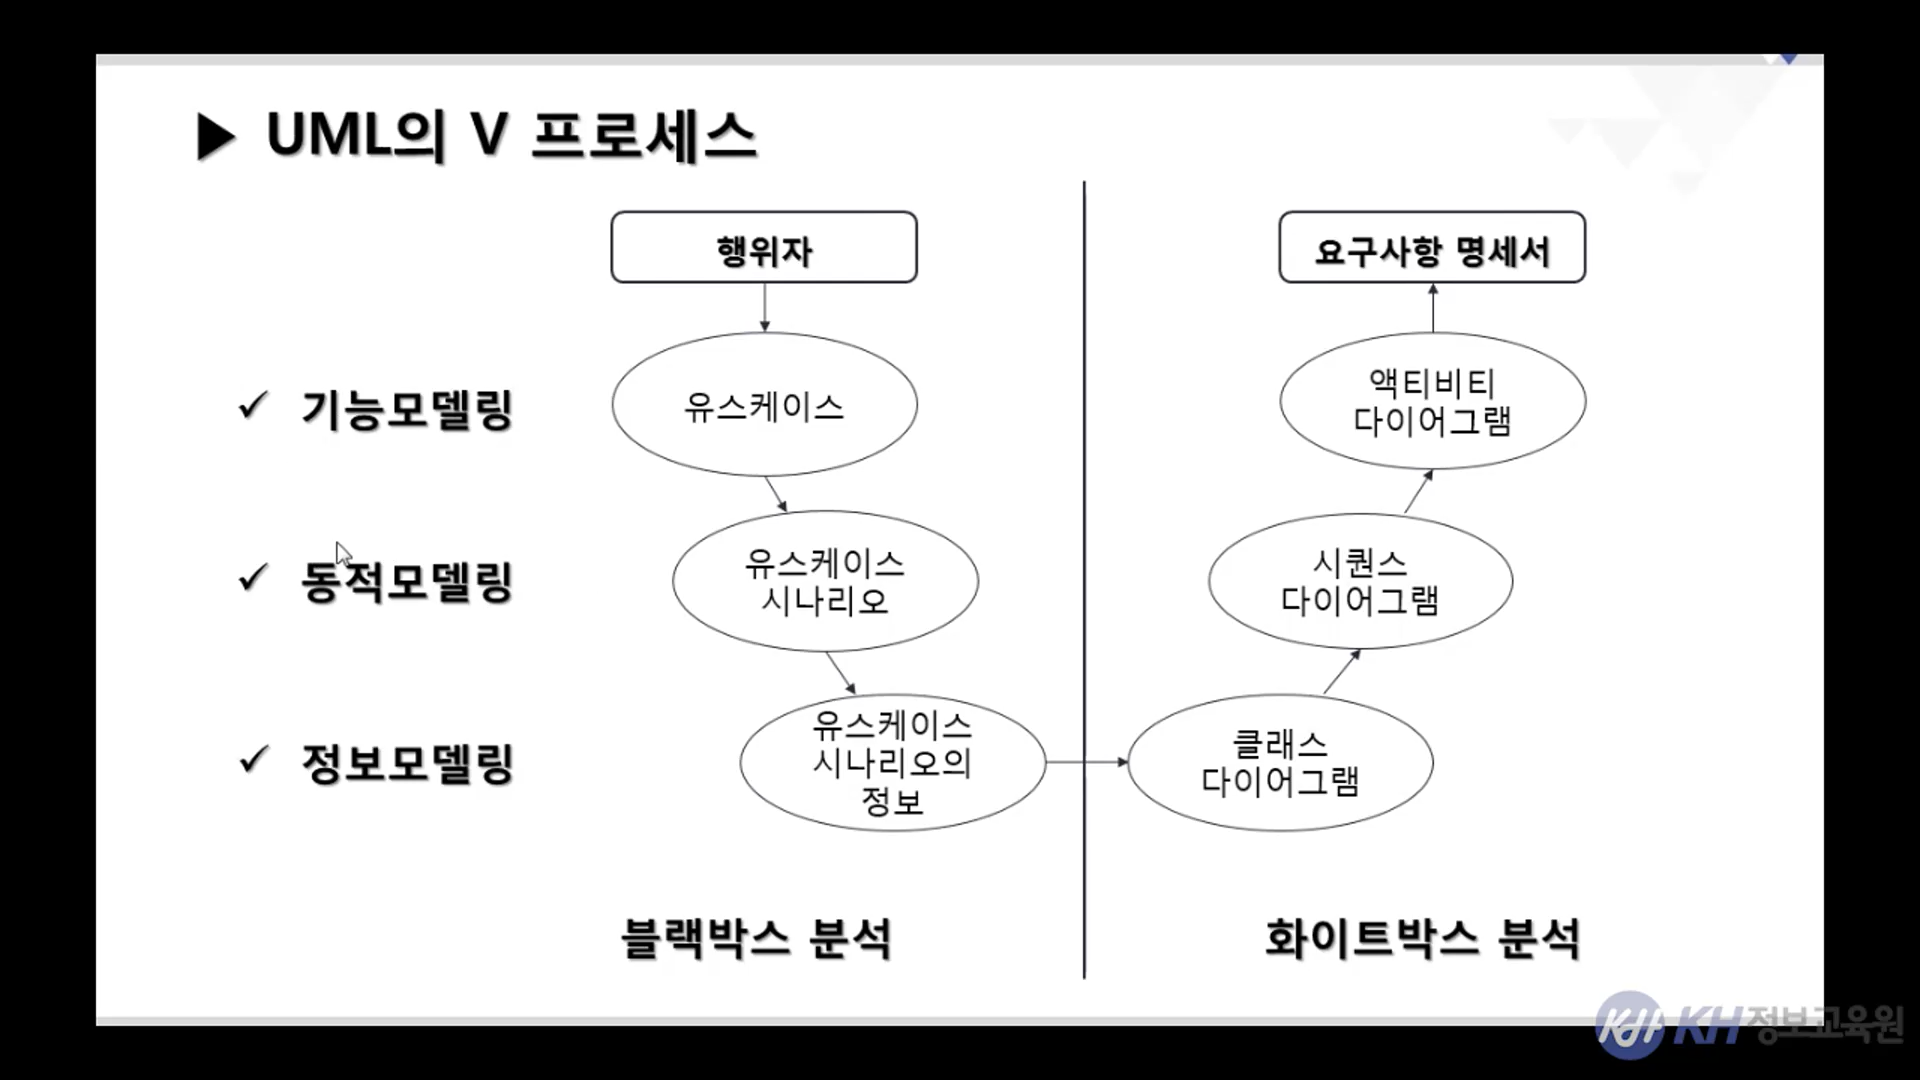 UML의 V 프로세스
행위자
요구사항 명세서
기능모델링
유스케이스
액티비티
다이어그램
동적모델링
유스케이스
시나리오
시퀀스
다이어그램
정보모델링
유스케이스
시나리오의
정보
클래스
다이어그램
블랙박스 분석
화이트박스 분석
KH KH정보교육원